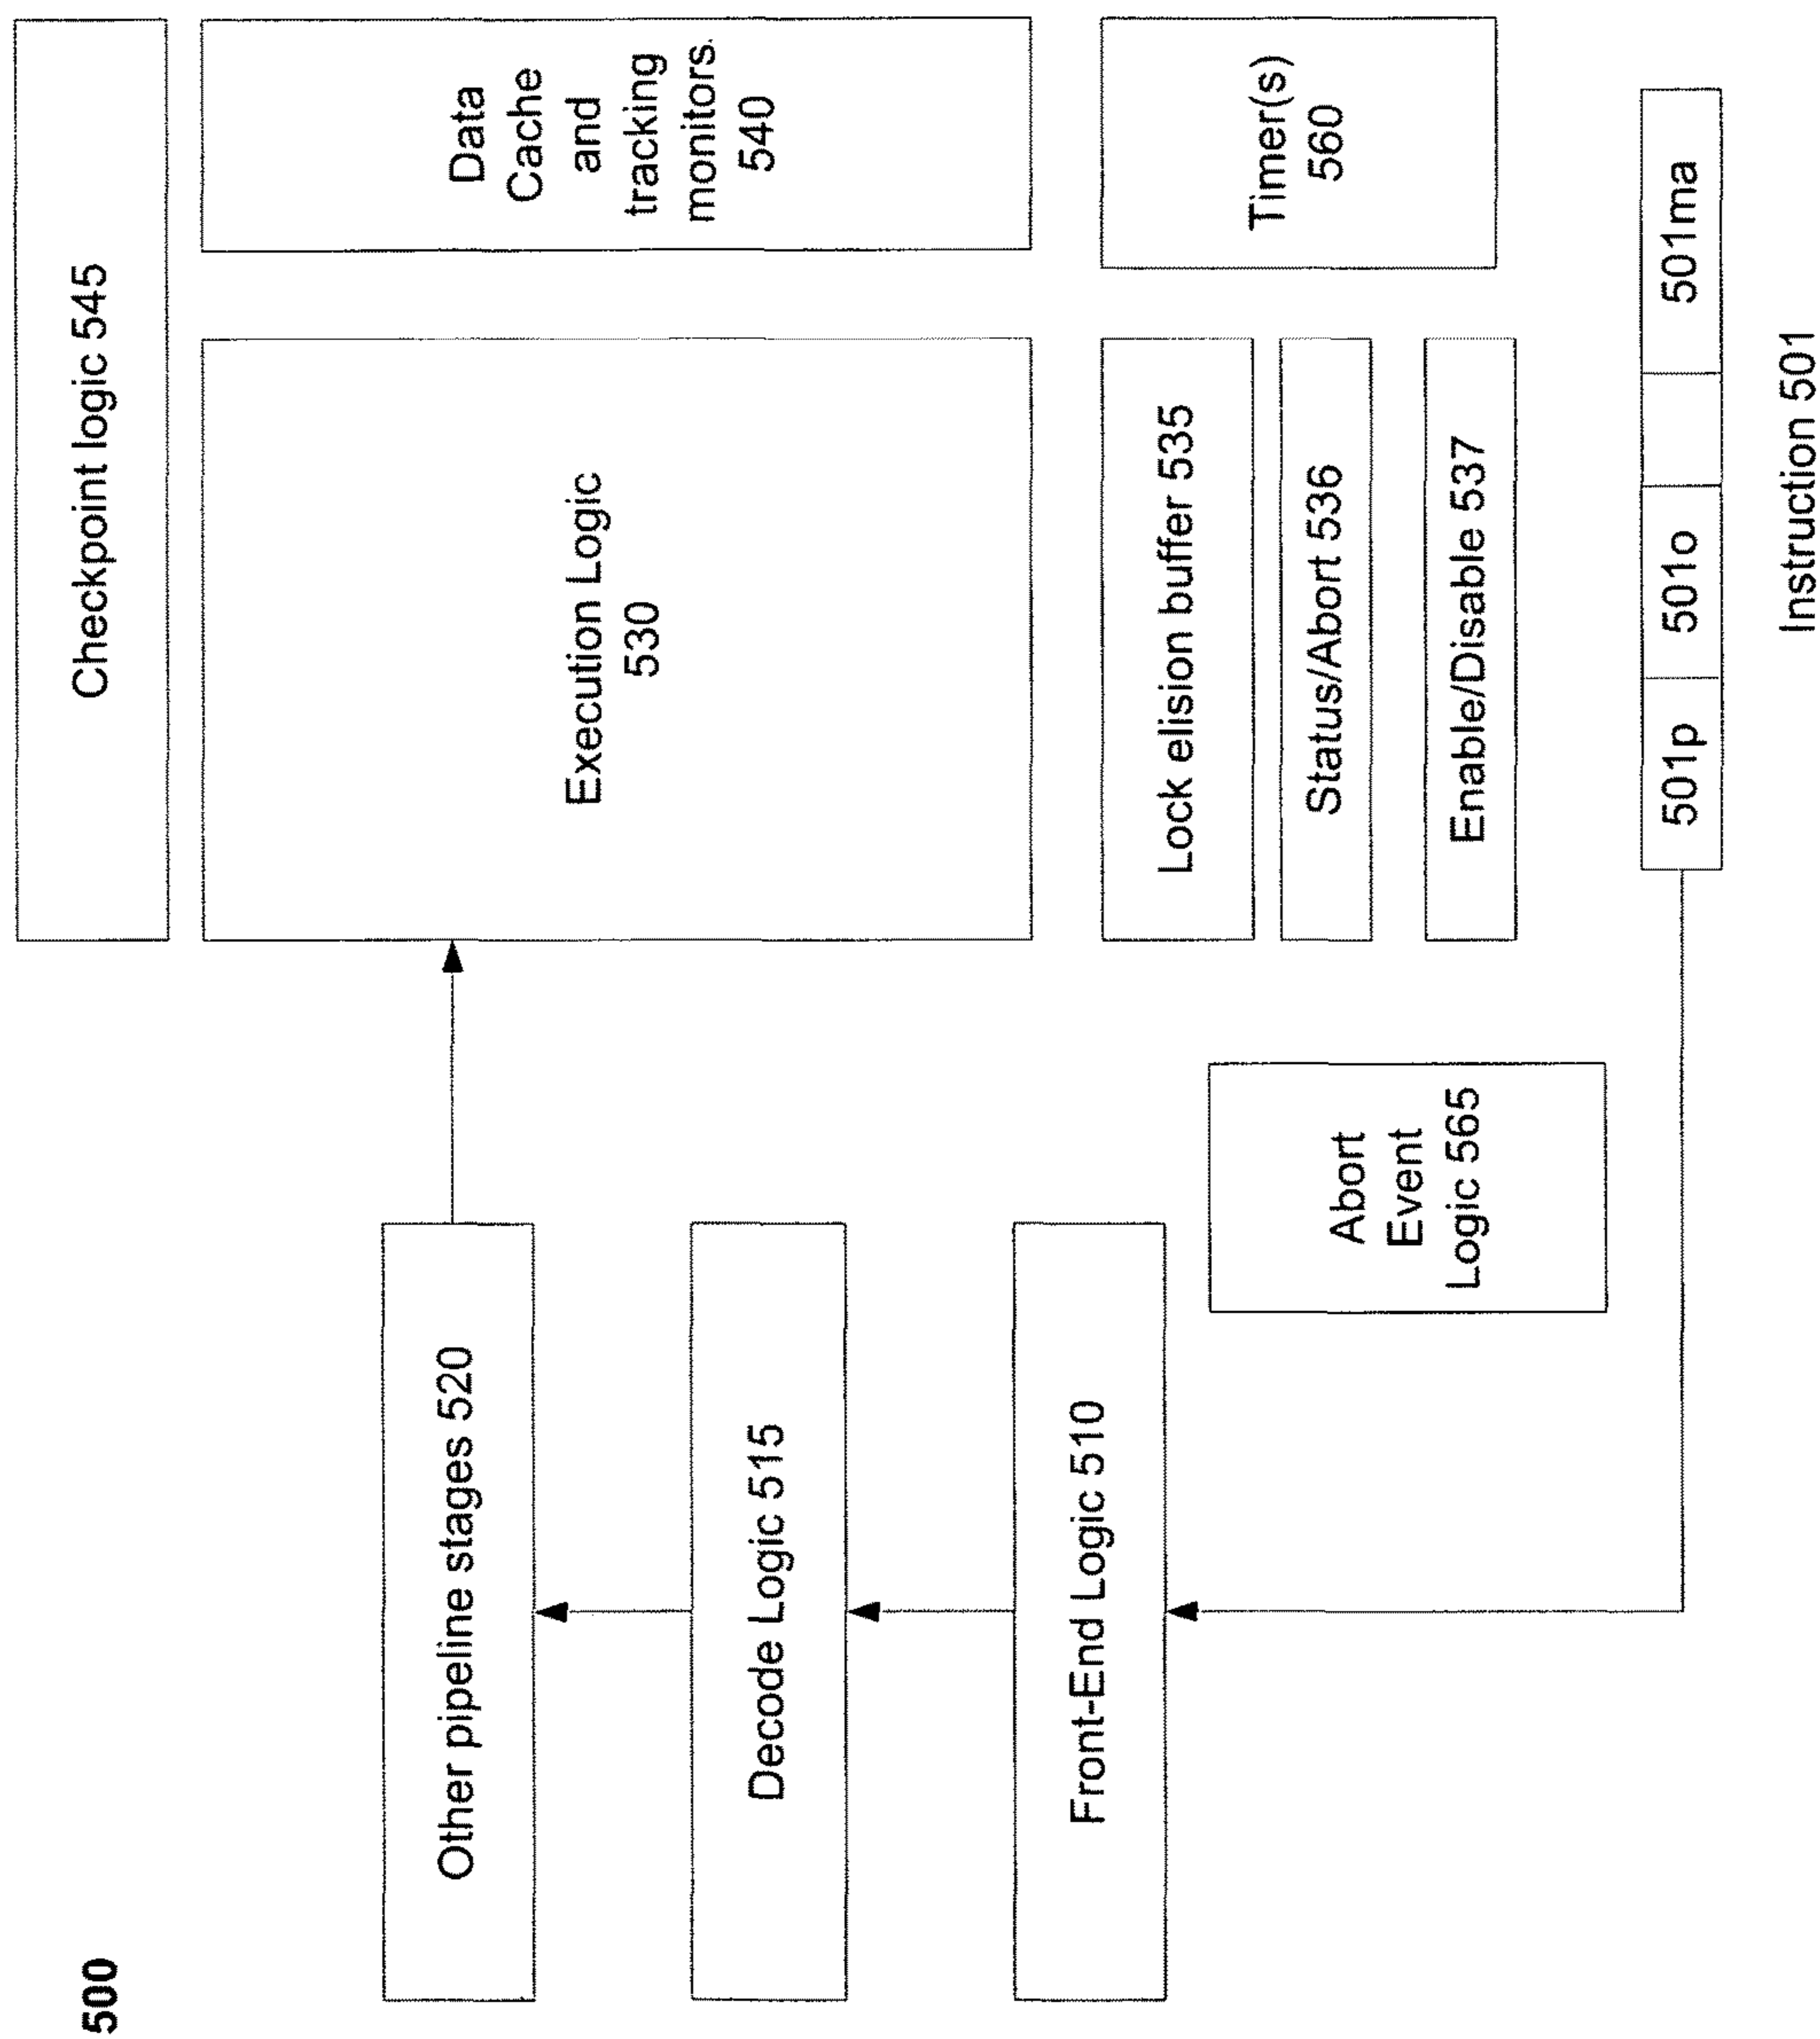 500
Checkpoint logic 545
Other pipeline stages 520
Execution Logic
530
Data
Cache
and
tracking
monitors.
540
Decode Logic 515
Front-End Logic 510
Abort
Event
Logic 565
Lock elision buffer 535
Status/Abort 536
Enable/Disable 537
Timer(s)
560
501p 501o 501ma
Instruction 501